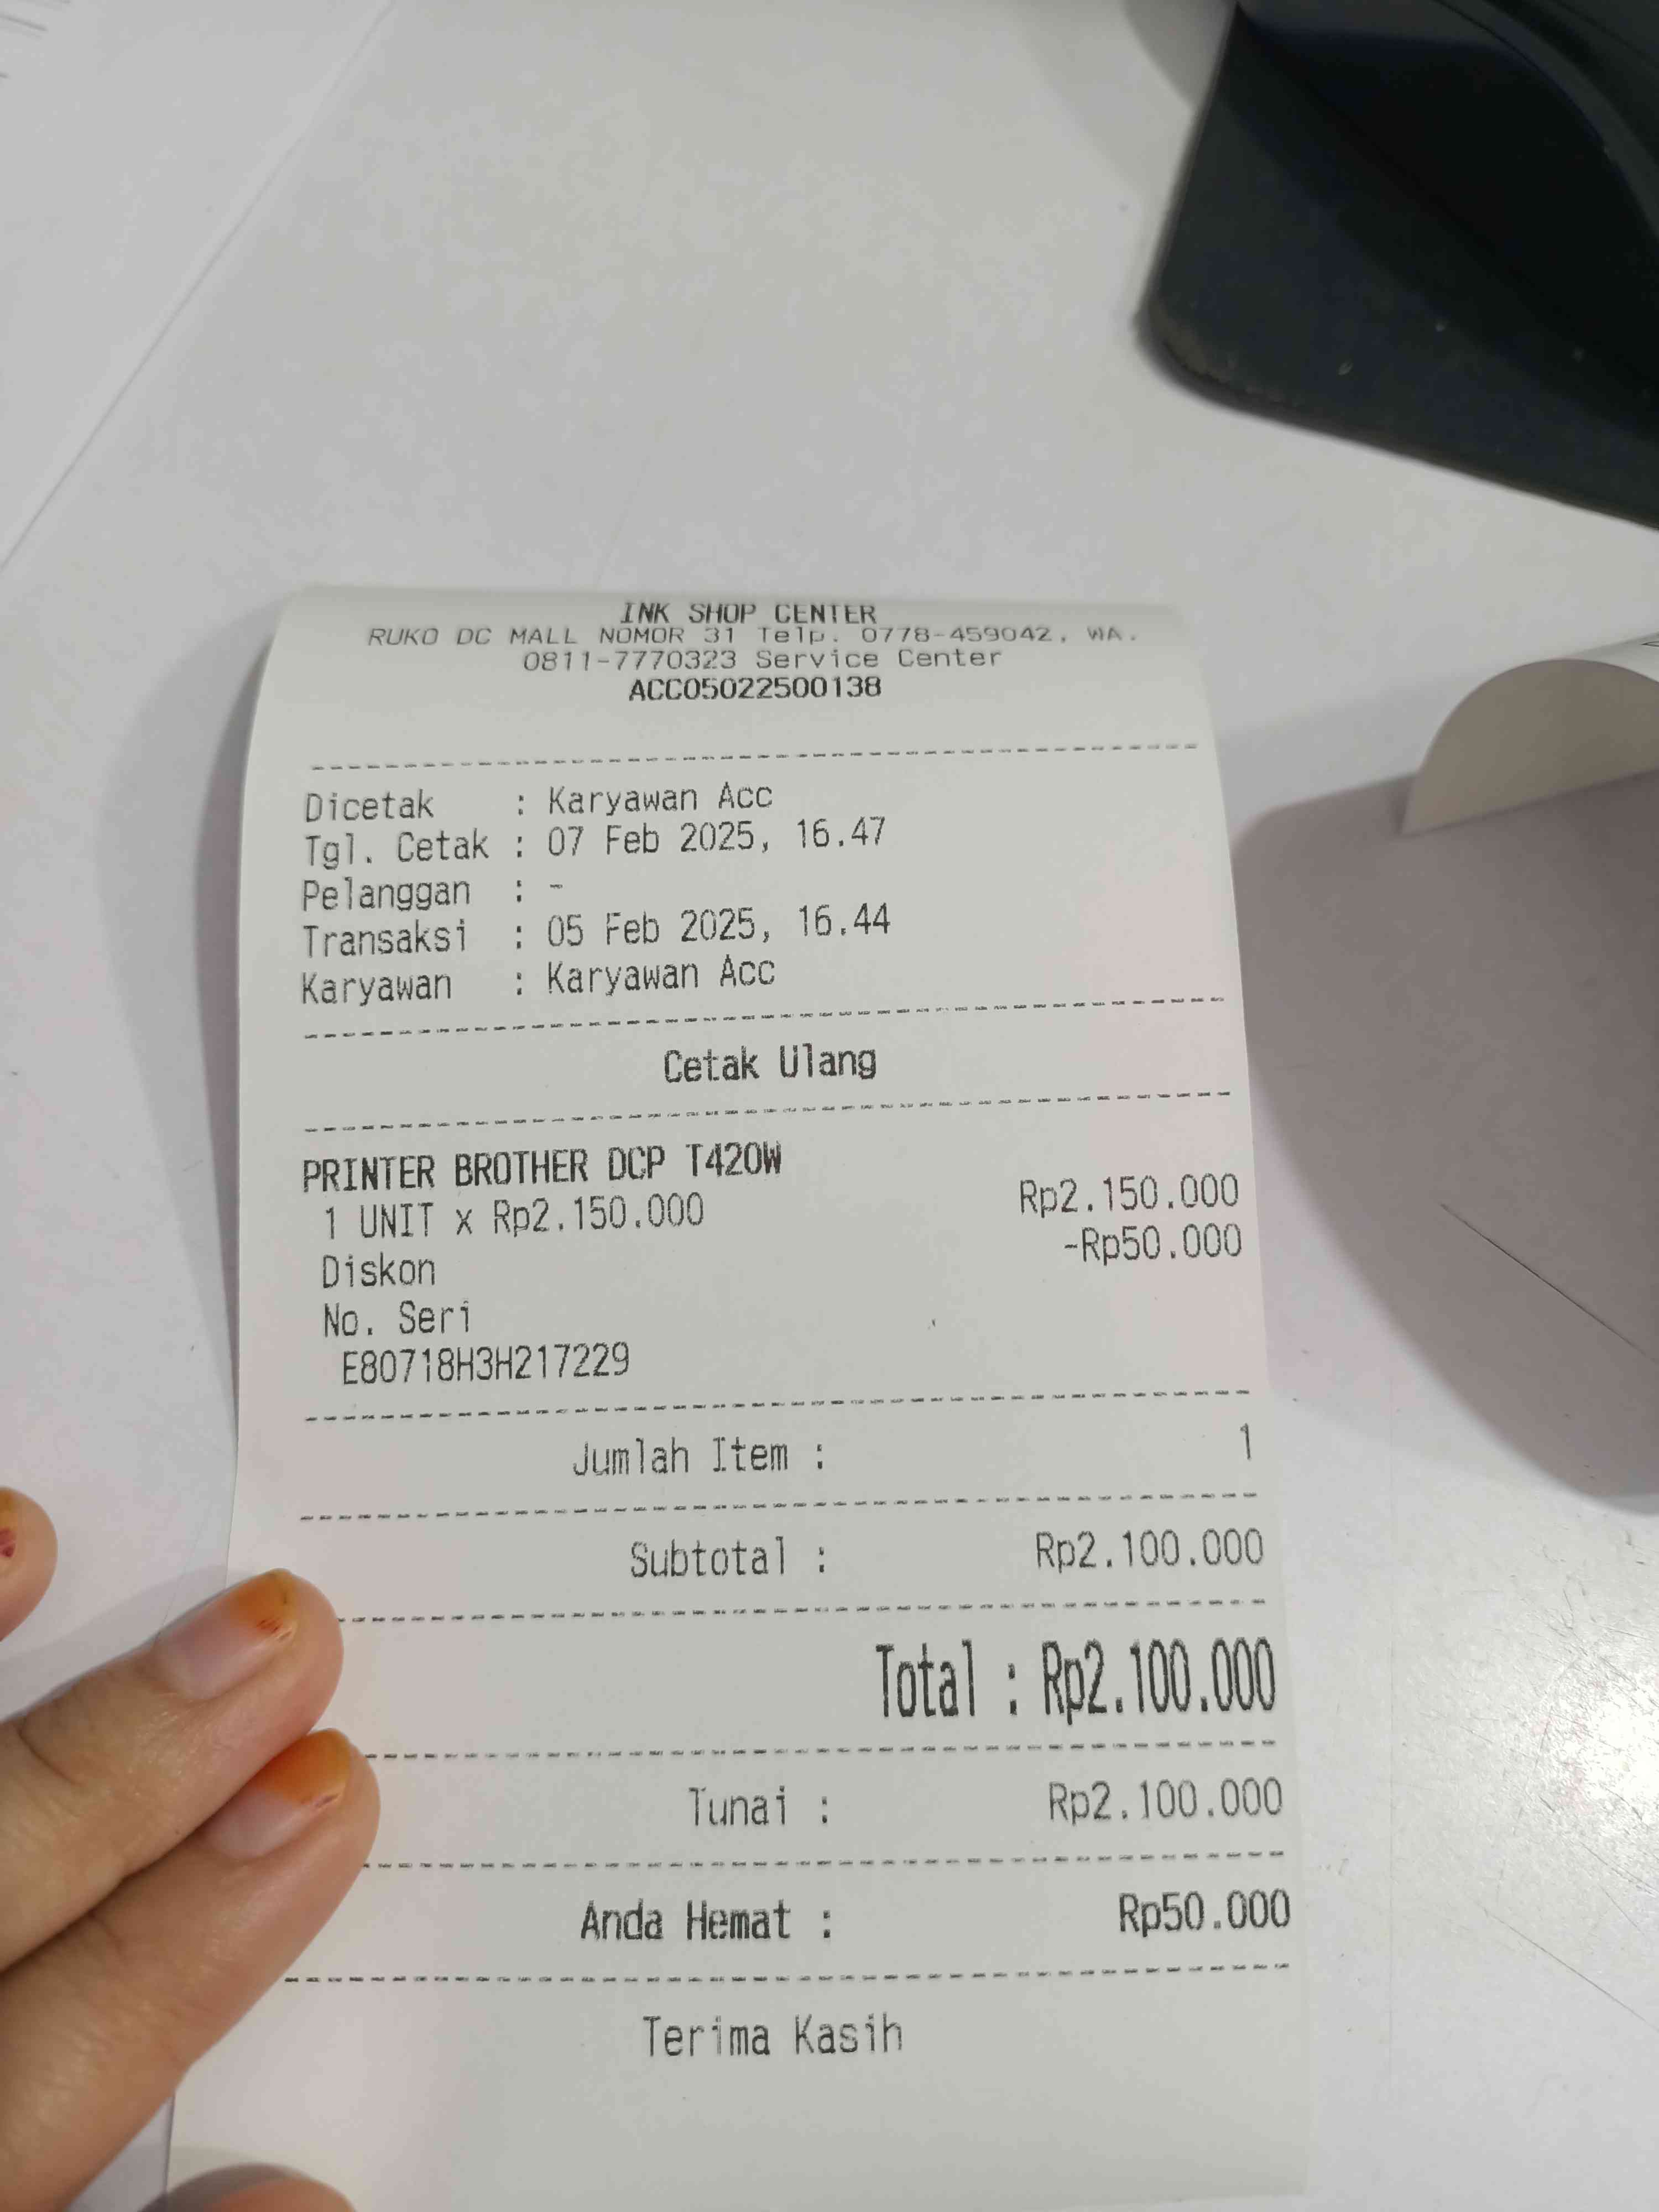 INK SHOP CENTER
RUKO DC MALL NOMOR 31 Telp. 0778-459042, WA.
0811-7770323 Service Center
ACC05022500138
Dicetak : Karyawan Acc
Tgl. Cetak : 07 Feb 2025, 16.47
Pelanggan : -
Transaksi : 05 Feb 2025, 16.44
Karyawan : Karyawan Acc
Cetak Ulang
PRINTER BROTHER DCP T420W
1 UNIT x Rp2.150.000 Rp2.150.000
Diskon -Rp50.000
No. Seri
E80718H3H217229
Jumlah Item : 1
Subtotal : Rp2.100.000
Total : Rp2.100.000
Tunai : Rp2.100.000
Anda Hemat : Rp50.000
Terima Kasih